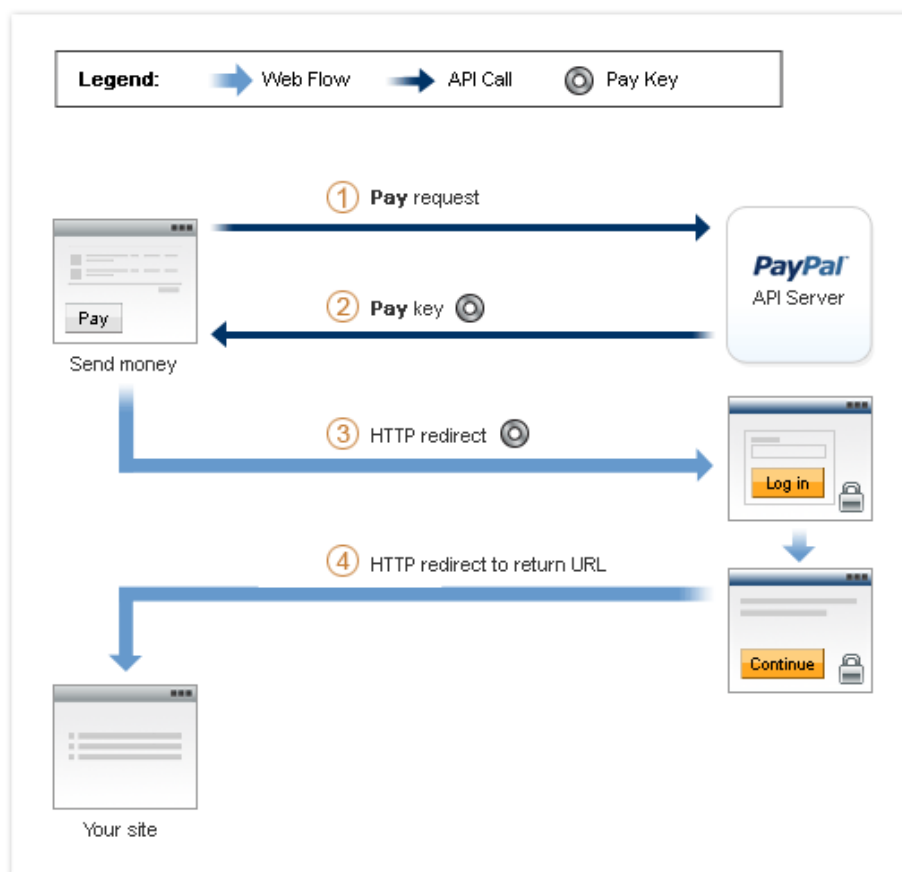 Legend: Web Flow API Call Pay Key
1 Pay request
PayPal
API Server
2 Pay key
Pay
Send money
3 HTTP redirect
Log in
4 HTTP redirect to return URL
Continue
Your site